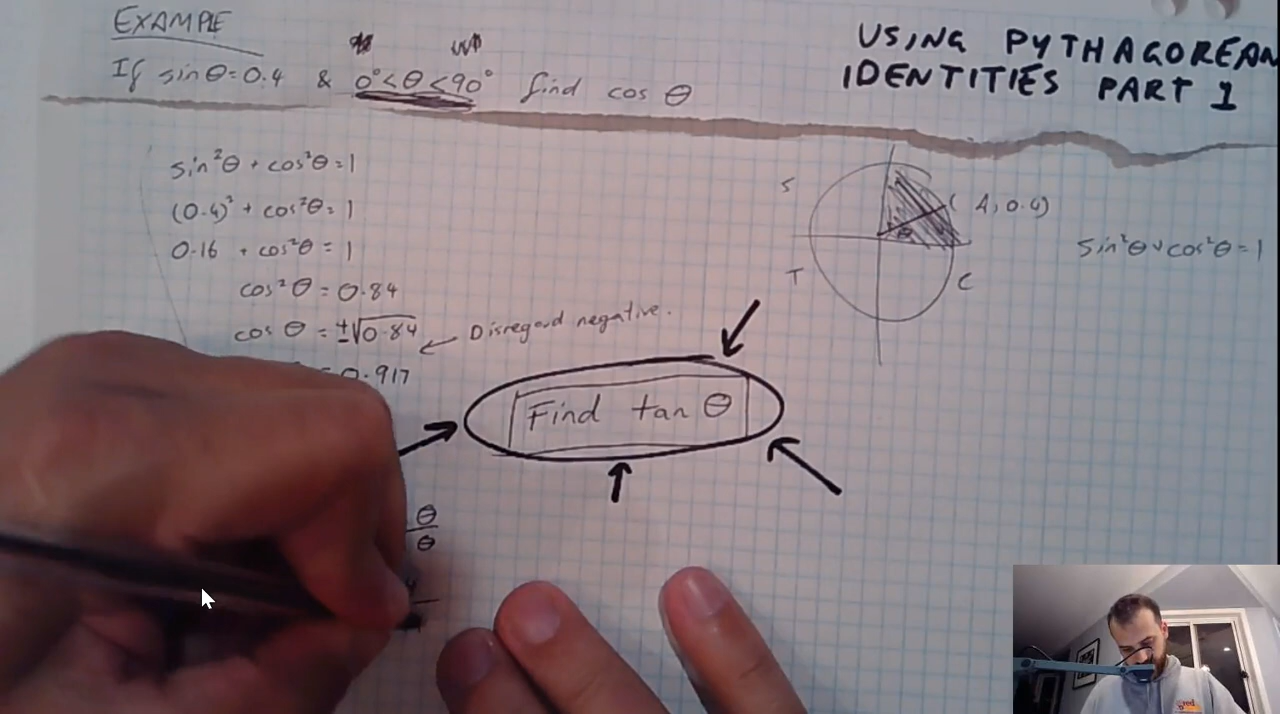 EXAMPLE
If sinθ=0.4 & 0°<θ<90° find cos θ
USING PYTHAGOREAN
IDENTITIES PART 1
sin²θ + cos²θ=1
(0.4)² + cos²θ= 1
0.16 + cos²θ = 1
cos²θ = 0.84
cos θ = ±√0.84
Disregard negative.
= 0.917
S
( A, 0.4)
T
C
sin²θ + cos²θ = 1
Find tan θ
θ
θ